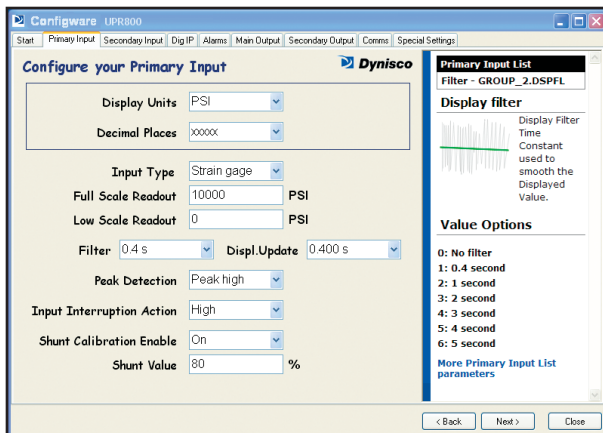 Configware UPR800
Start Primary Input Secondary Input Dig IP Alarms Main Output Secondary Output Comms Special Settings
Configure your Primary Input
Dynisco
Display Units PSI
Decimal Places xxxxx
Input Type Strain gage
Full Scale Readout 10000 PSI
Low Scale Readout 0 PSI
Filter 0.4 s Displ.Update 0.400 s
Peak Detection Peak high
Input Interruption Action High
Shunt Calibration Enable On
Shunt Value 80 %
Primary Input List
Filter - GROUP_2.DSPFL
Display filter
Display Filter
Time
Constant
used to
smooth the
Displayed
Value.
Value Options
0: No filter
1: 0.4 second
2: 1 second
3: 2 second
4: 3 second
5: 4 second
6: 5 second
More Primary Input List
parameters
< Back Next > Close